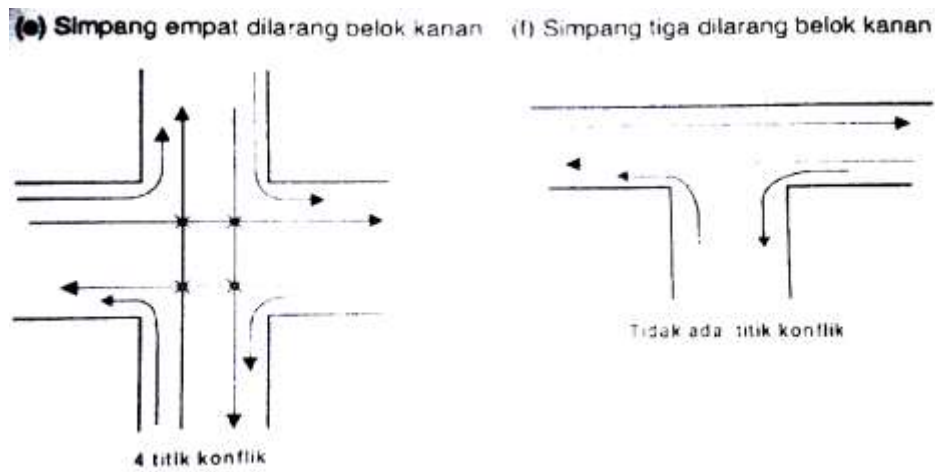 (e) Simpang empat dilarang belok kanan
(f) Simpang tiga dilarang belok kanan
Tidak ada titik konflik
4 titik konflik